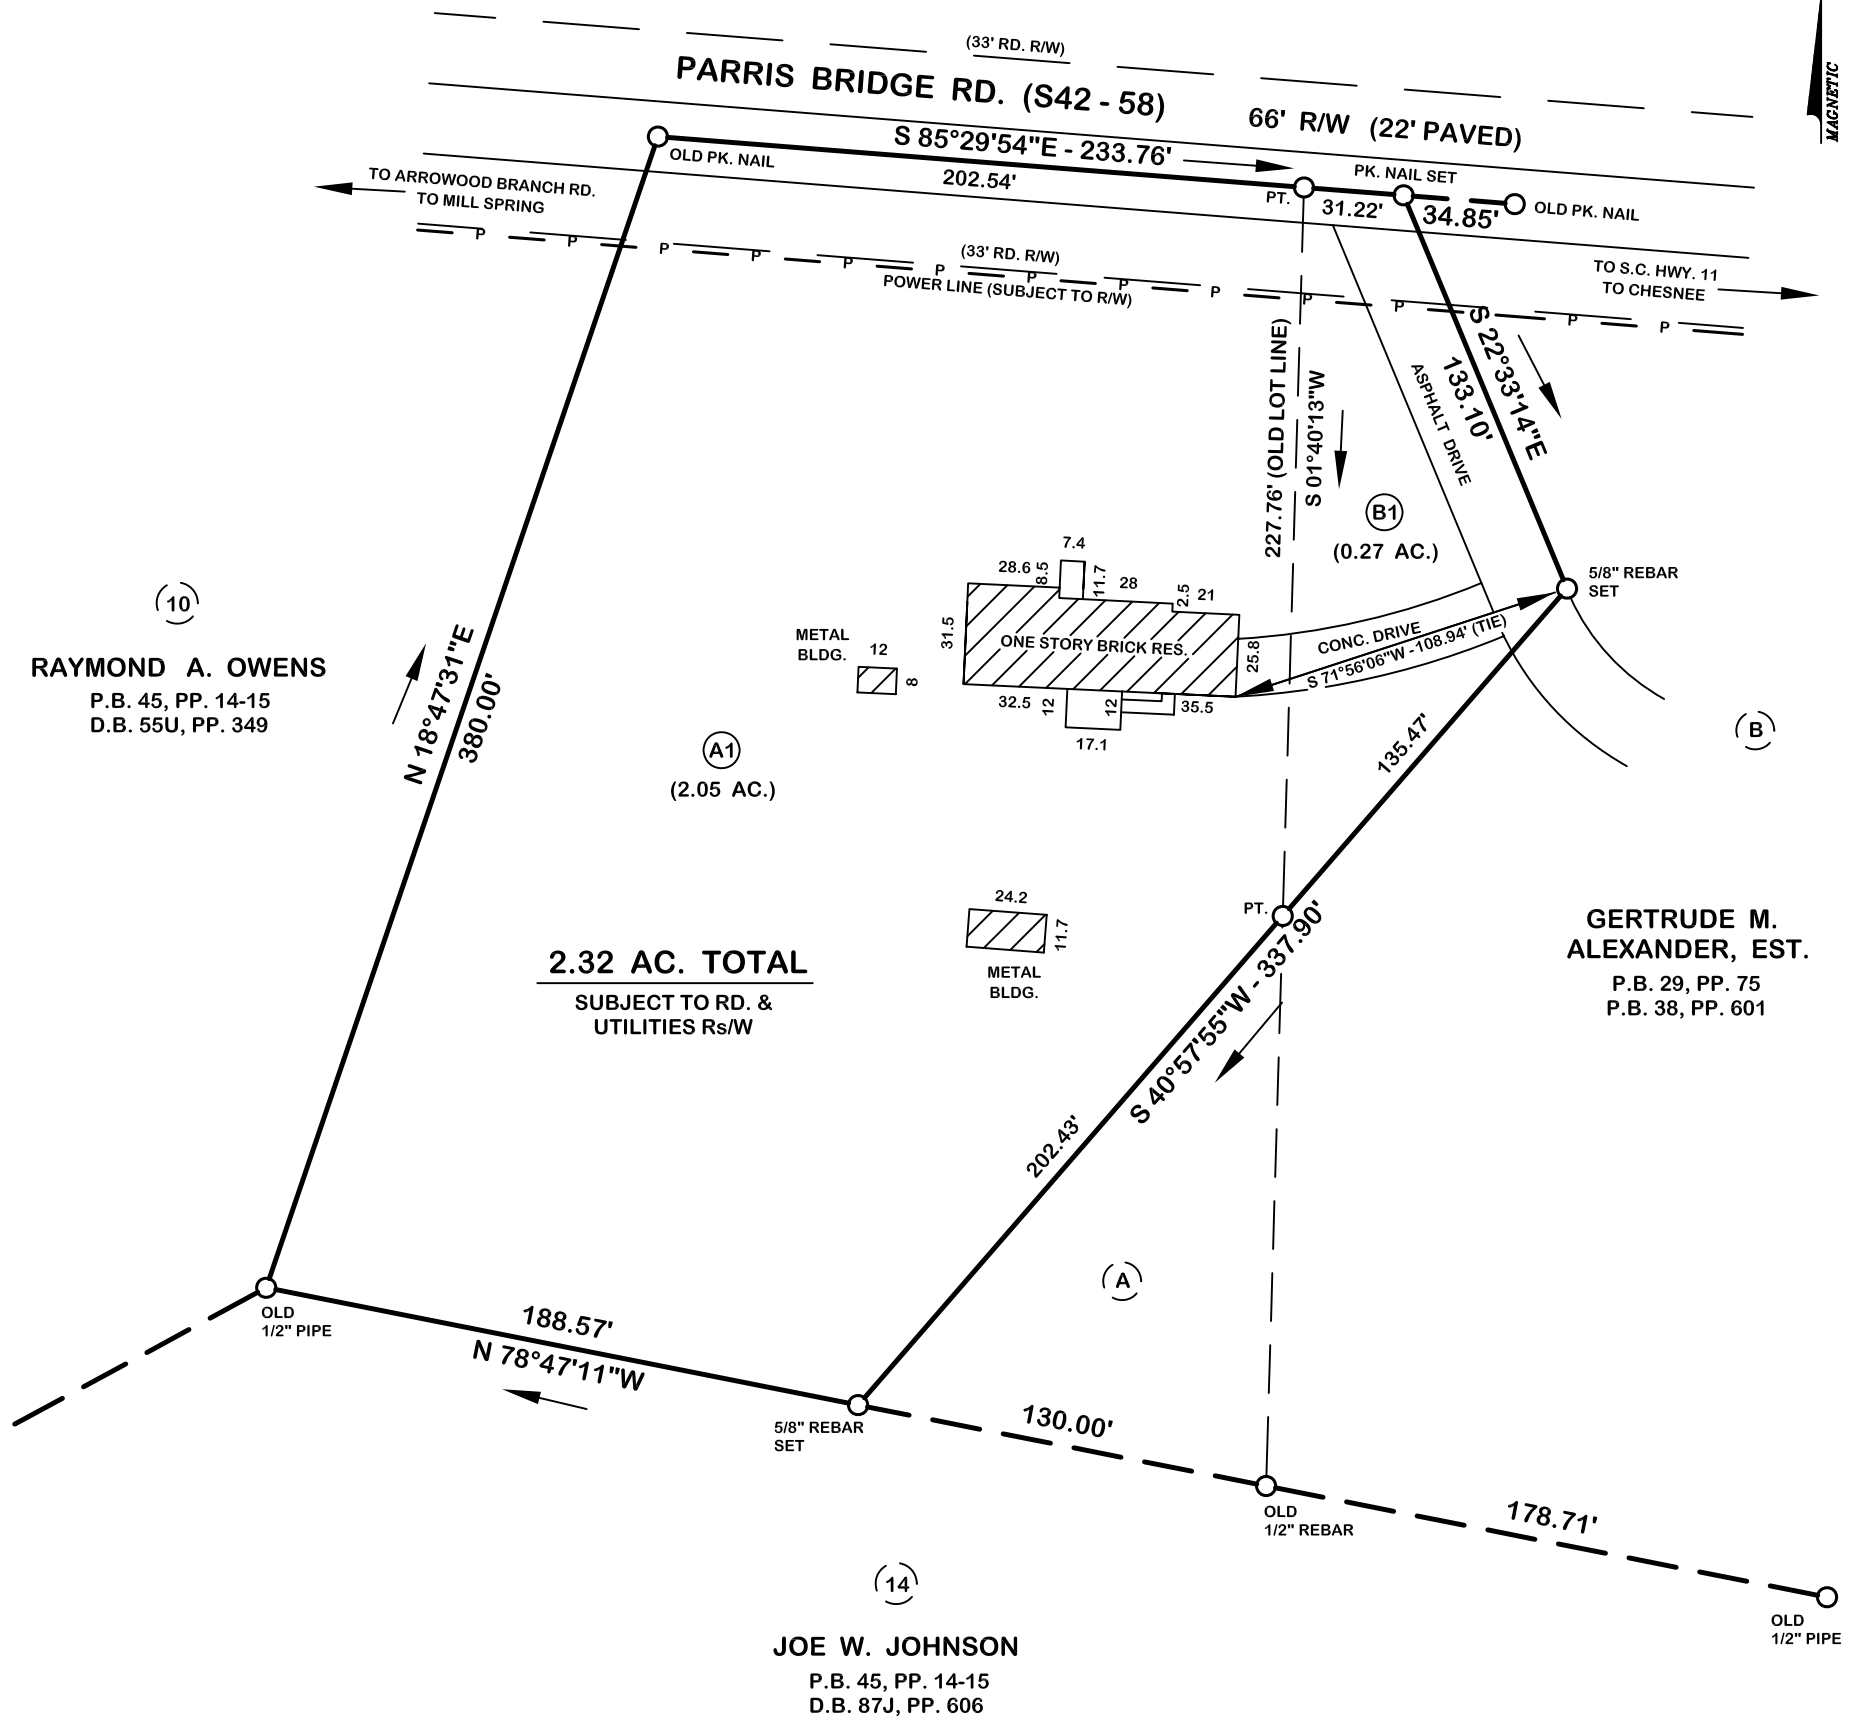 (33' RD. R/W)
PARRIS BRIDGE RD. (S42 - 58)
66' R/W (22' PAVED)
MAGNETIC
S 85°29'54"E - 233.76'
OLD PK. NAIL
202.54'
PT.
31.22'
PK. NAIL SET
34.85'
OLD PK. NAIL
TO ARROWOOD BRANCH RD.
TO MILL SPRING
P P P P P P P P P P P P P
(33' RD. R/W)
POWER LINE (SUBJECT TO R/W)
TO S.C. HWY. 11
TO CHESNEE
227.76' (OLD LOT LINE)
S 01°40'13"W
ASPHALT DRIVE
133.10'
S 22°33'14"E
B1
(0.27 AC.)
5/8" REBAR
SET
7.4
28.6
8.5
11.7
28
2.5
21
31.5
ONE STORY BRICK RES.
25.8
32.5
12
12
35.5
17.1
CONC. DRIVE
S 71°56'06"W -108.94' (TIE)
METAL
BLDG.
12
8
10
RAYMOND A. OWENS
P.B. 45, PP. 14-15
D.B. 55U, PP. 349
N 18°47'31"E
380.00'
A1
(2.05 AC.)
135.47'
B
PT.
24.2
11.7
METAL
BLDG.
2.32 AC. TOTAL
SUBJECT TO RD. &
UTILITIES Rs/W
S 40°57'55"W - 337.90'
202.43'
GERTRUDE M.
ALEXANDER, EST.
P.B. 29, PP. 75
P.B. 38, PP. 601
A
OLD
1/2" PIPE
188.57'
N 78°47'11"W
5/8" REBAR
SET
130.00'
OLD
1/2" REBAR
178.71'
OLD
1/2" PIPE
14
JOE W. JOHNSON
P.B. 45, PP. 14-15
D.B. 87J, PP. 606